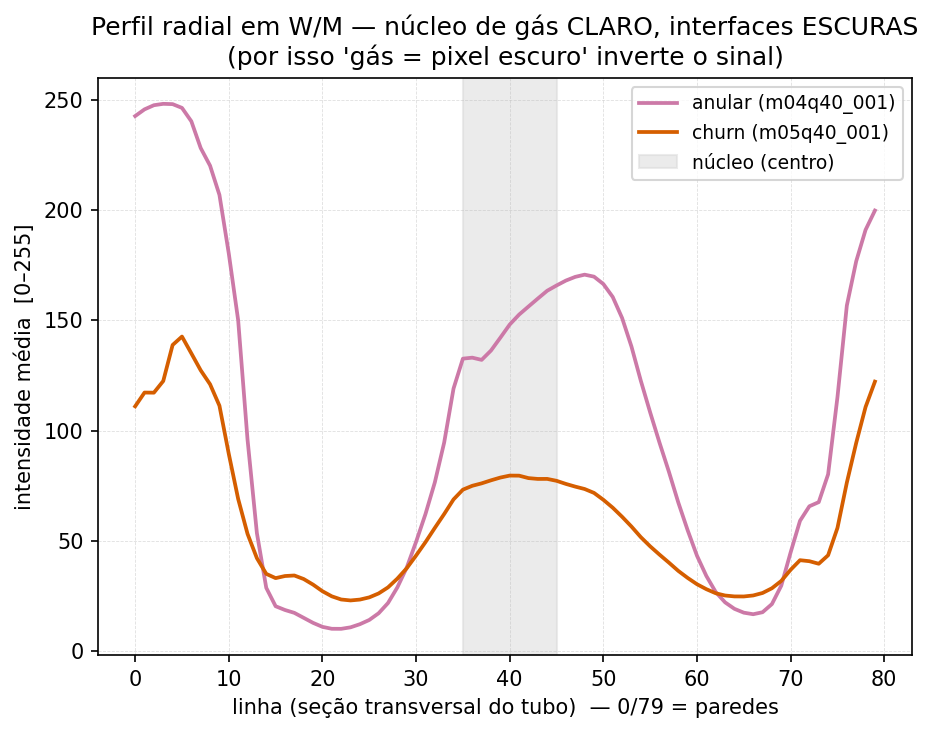 Perfil radial em W/M — núcleo de gás CLARO, interfaces ESCURAS
(por isso 'gás = pixel escuro' inverte o sinal)
250
200
150
100
50
0
intensidade média  [0–255]
anular (m04q40_001)
churn (m05q40_001)
núcleo (centro)
0 10 20 30 40 50 60 70 80
linha (seção transversal do tubo)  — 0/79 = paredes